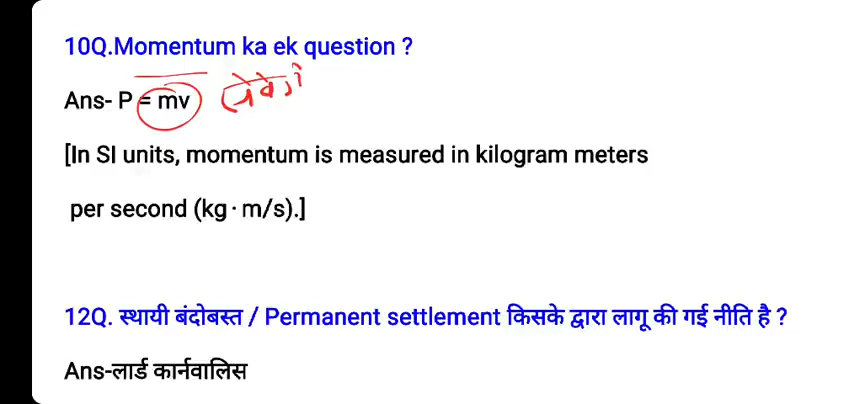 10Q.Momentum ka ek question ?
Ans- P = mv
[In SI units, momentum is measured in kilogram meters
per second (kg · m/s).]
12Q. स्थायी बंदोबस्त / Permanent settlement किसके द्वारा लागू की गई नीति है ?
Ans-लार्ड कार्नवालिस